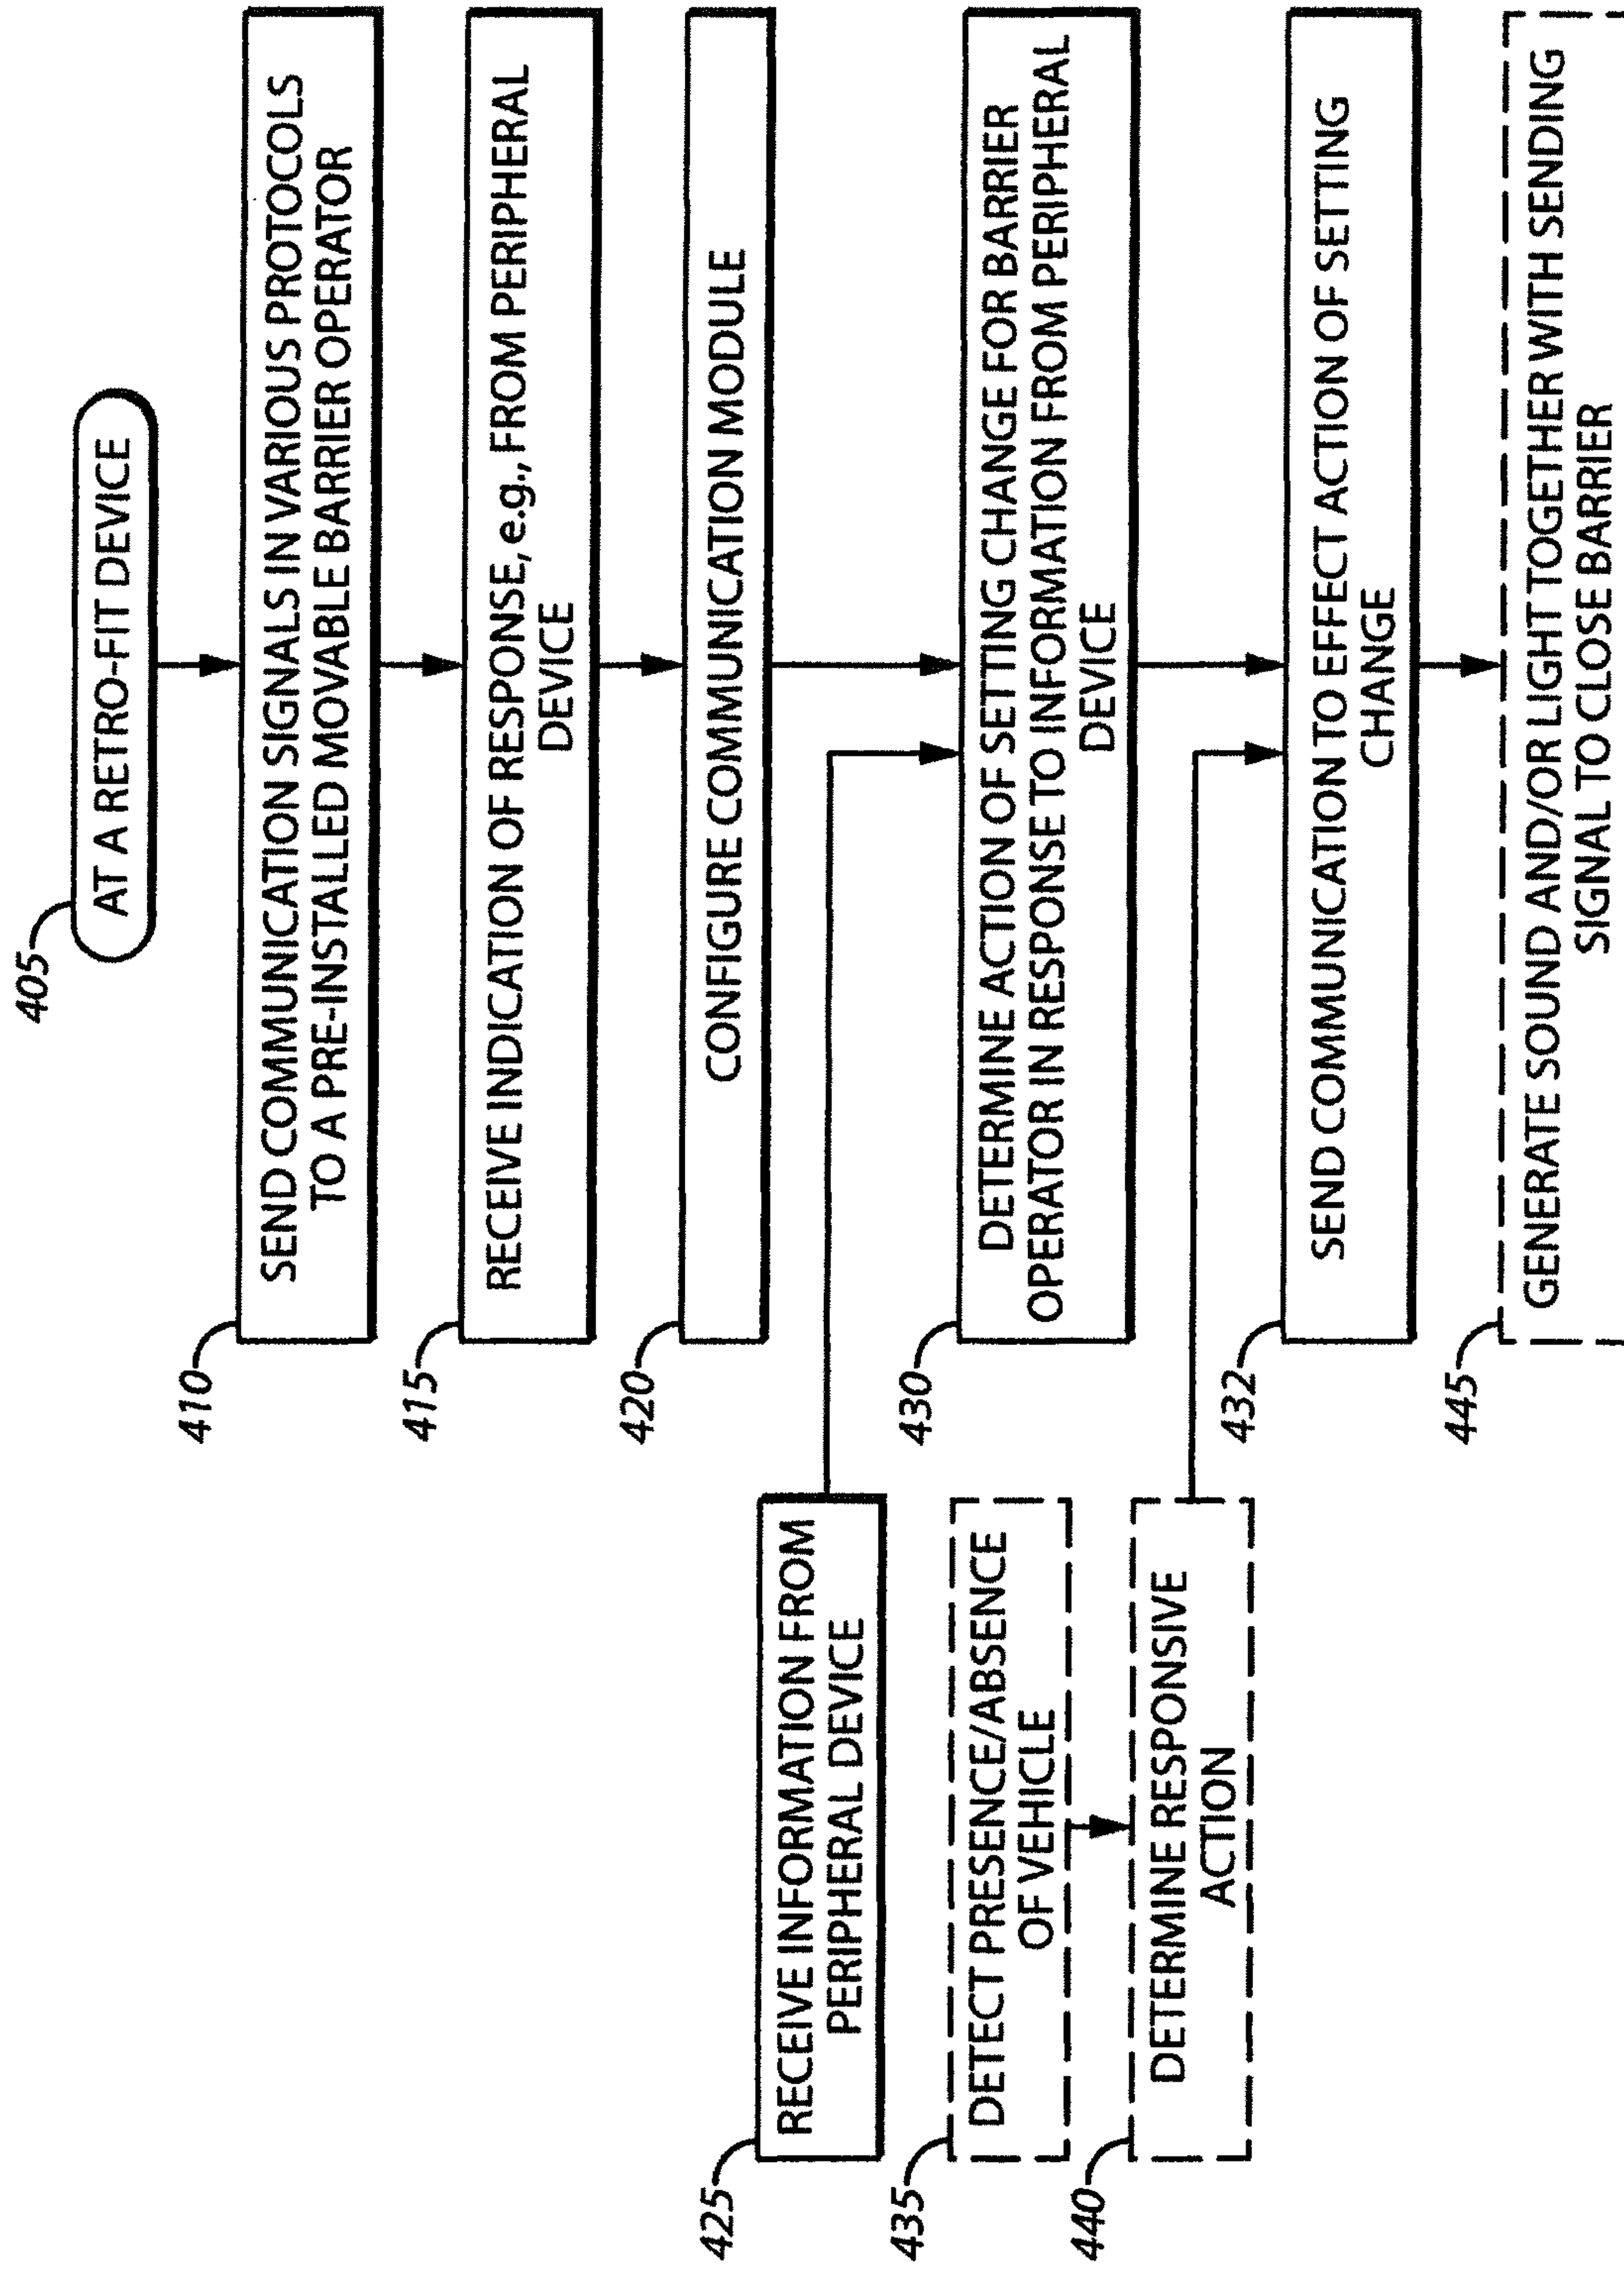 405
AT A RETRO-FIT DEVICE
410
SEND COMMUNICATION SIGNALS IN VARIOUS PROTOCOLS
TO A PRE-INSTALLED MOVABLE BARRIER OPERATOR
415
RECEIVE INDICATION OF RESPONSE, e.g., FROM PERIPHERAL
DEVICE
420
CONFIGURE COMMUNICATION MODULE
425
RECEIVE INFORMATION FROM
PERIPHERAL DEVICE
430
DETERMINE ACTION OF SETTING CHANGE FOR BARRIER
OPERATOR IN RESPONSE TO INFORMATION FROM PERIPHERAL
DEVICE
435
DETECT PRESENCE/ABSENCE
OF VEHICLE
440
DETERMINE RESPONSIVE
ACTION
432
SEND COMMUNICATION TO EFFECT ACTION OF SETTING
CHANGE
445
GENERATE SOUND AND/OR LIGHT TOGETHER WITH SENDING
SIGNAL TO CLOSE BARRIER